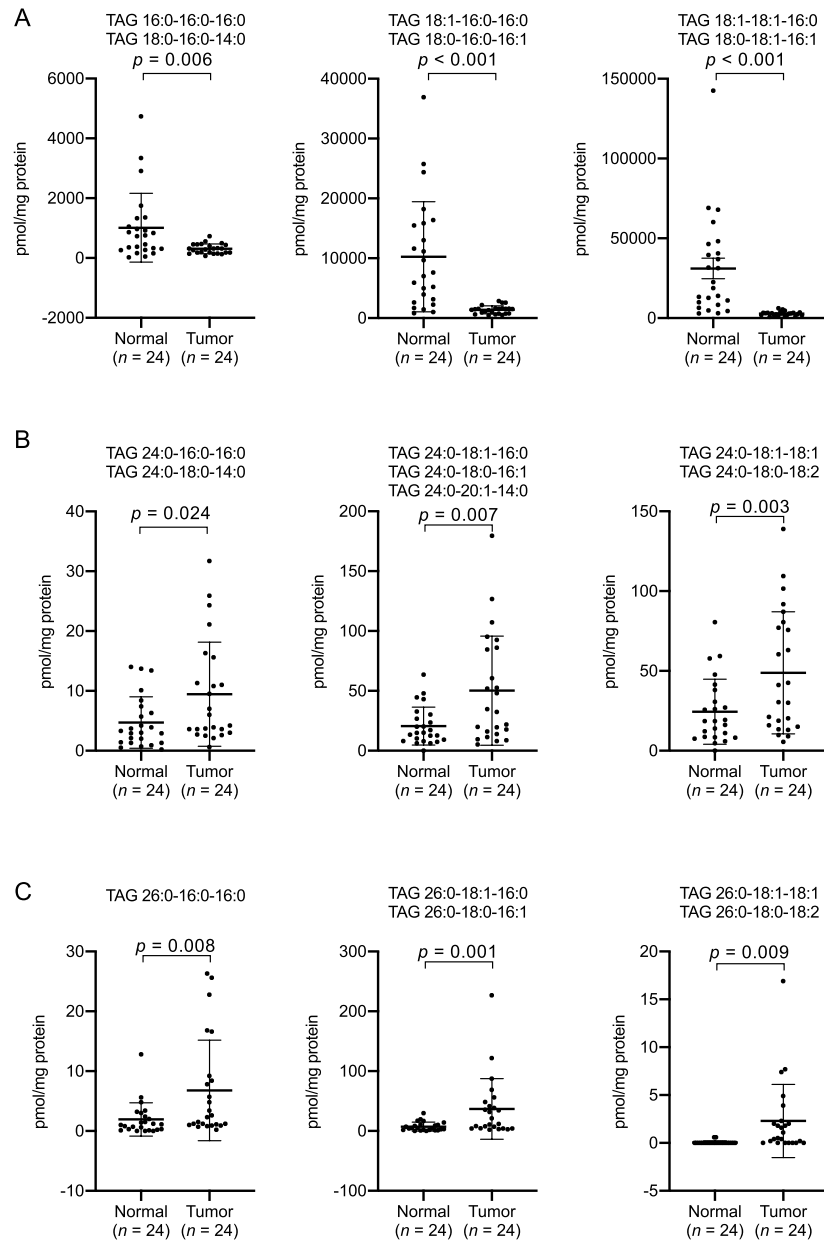 A
TAG 16:0-16:0-16:0
TAG 18:0-16:0-14:0
p = 0.006
6000
4000
2000
0
-2000
pmol/mg protein
Normal
(n = 24)
Tumor
(n = 24)
TAG 18:1-16:0-16:0
TAG 18:0-16:0-16:1
p < 0.001
40000
30000
20000
10000
0
pmol/mg protein
Normal
(n = 24)
Tumor
(n = 24)
TAG 18:1-18:1-16:0
TAG 18:0-18:1-16:1
p < 0.001
150000
100000
50000
0
pmol/mg protein
Normal
(n = 24)
Tumor
(n = 24)
B
TAG 24:0-16:0-16:0
TAG 24:0-18:0-14:0
p = 0.024
40
30
20
10
0
pmol/mg protein
Normal
(n = 24)
Tumor
(n = 24)
TAG 24:0-18:1-16:0
TAG 24:0-18:0-16:1
TAG 24:0-20:1-14:0
p = 0.007
200
150
100
50
0
pmol/mg protein
Normal
(n = 24)
Tumor
(n = 24)
TAG 24:0-18:1-18:1
TAG 24:0-18:0-18:2
p = 0.003
150
100
50
0
pmol/mg protein
Normal
(n = 24)
Tumor
(n = 24)
C
TAG 26:0-16:0-16:0
p = 0.008
30
20
10
0
-10
pmol/mg protein
Normal
(n = 24)
Tumor
(n = 24)
TAG 26:0-18:1-16:0
TAG 26:0-18:0-16:1
p = 0.001
300
200
100
0
-100
pmol/mg protein
Normal
(n = 24)
Tumor
(n = 24)
TAG 26:0-18:1-18:1
TAG 26:0-18:0-18:2
p = 0.009
20
15
10
5
0
-5
pmol/mg protein
Normal
(n = 24)
Tumor
(n = 24)